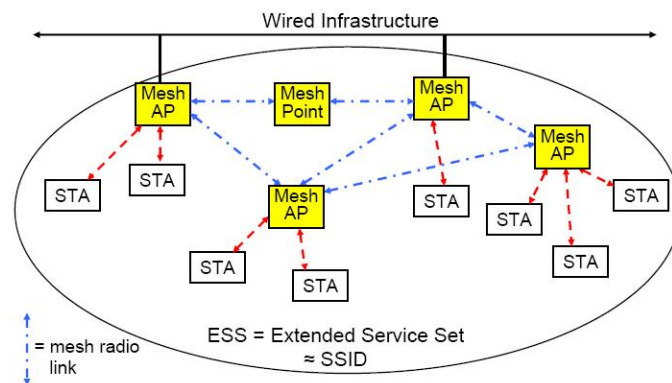 Wired Infrastructure
Mesh
AP
Mesh
Point
Mesh
AP
Mesh
AP
STA
STA
Mesh
AP
STA
STA
STA
STA
STA
STA
ESS = Extended Service Set
≈ SSID
= mesh radio
link